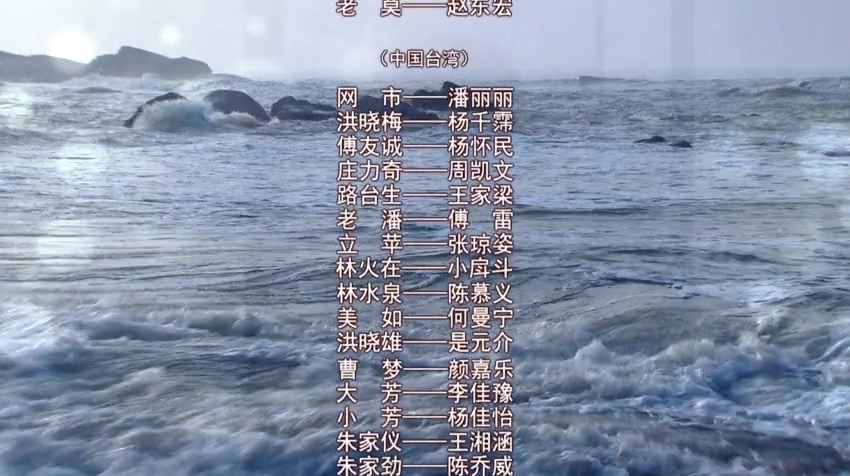 老　莫——赵东宏
（中国台湾）
网　市——潘丽丽
洪晓梅——杨千霈
傅友诚——杨怀民
庄力奇——周凯文
路台生——王家梁
老　潘——傅　雷
立　苹——张琼姿
林火在——小戽斗
林水泉——陈慕义
美　如——何曼宁
洪晓雄——是元介
曹　梦——颜嘉乐
大　芳——李佳豫
小　芳——杨佳怡
朱家仪——王湘涵
朱家劲——陈乔威